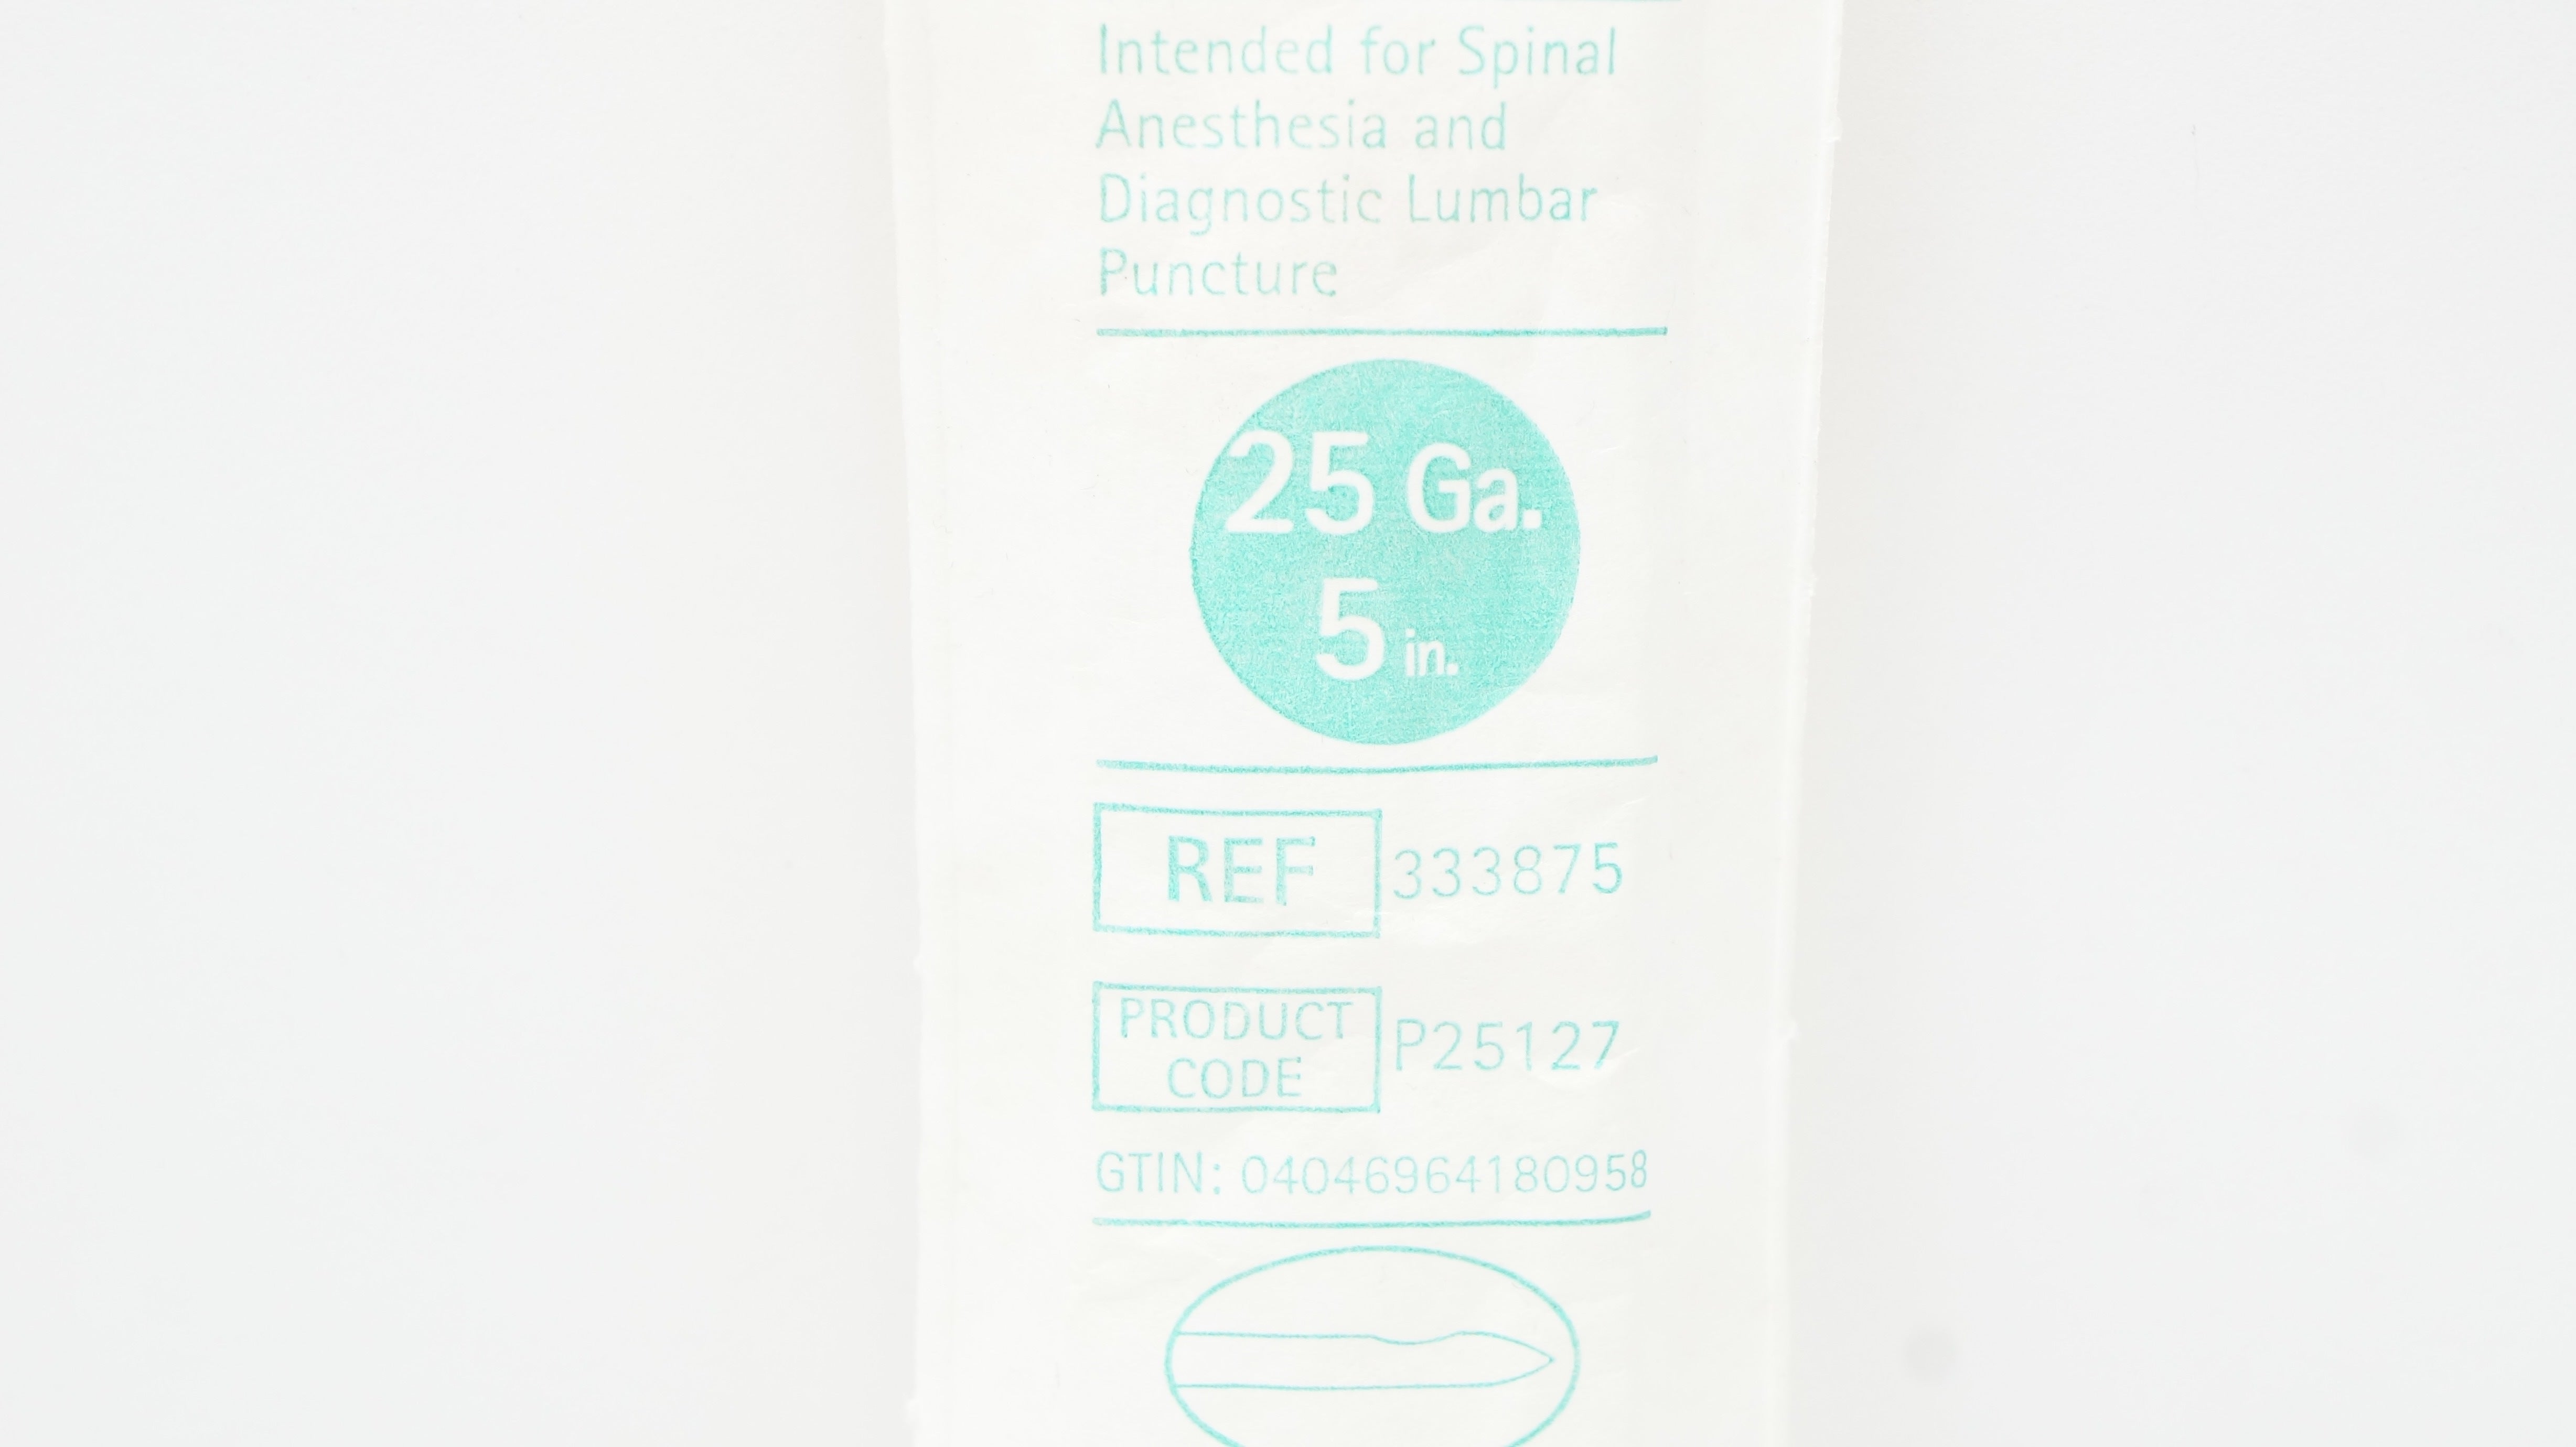 Intended for Spinal
Anesthesia and
Diagnostic Lumbar
Puncture
25 Ga.
5 in.
REF 333875
PRODUCT
CODE
P25127
GTIN: 04046964180958